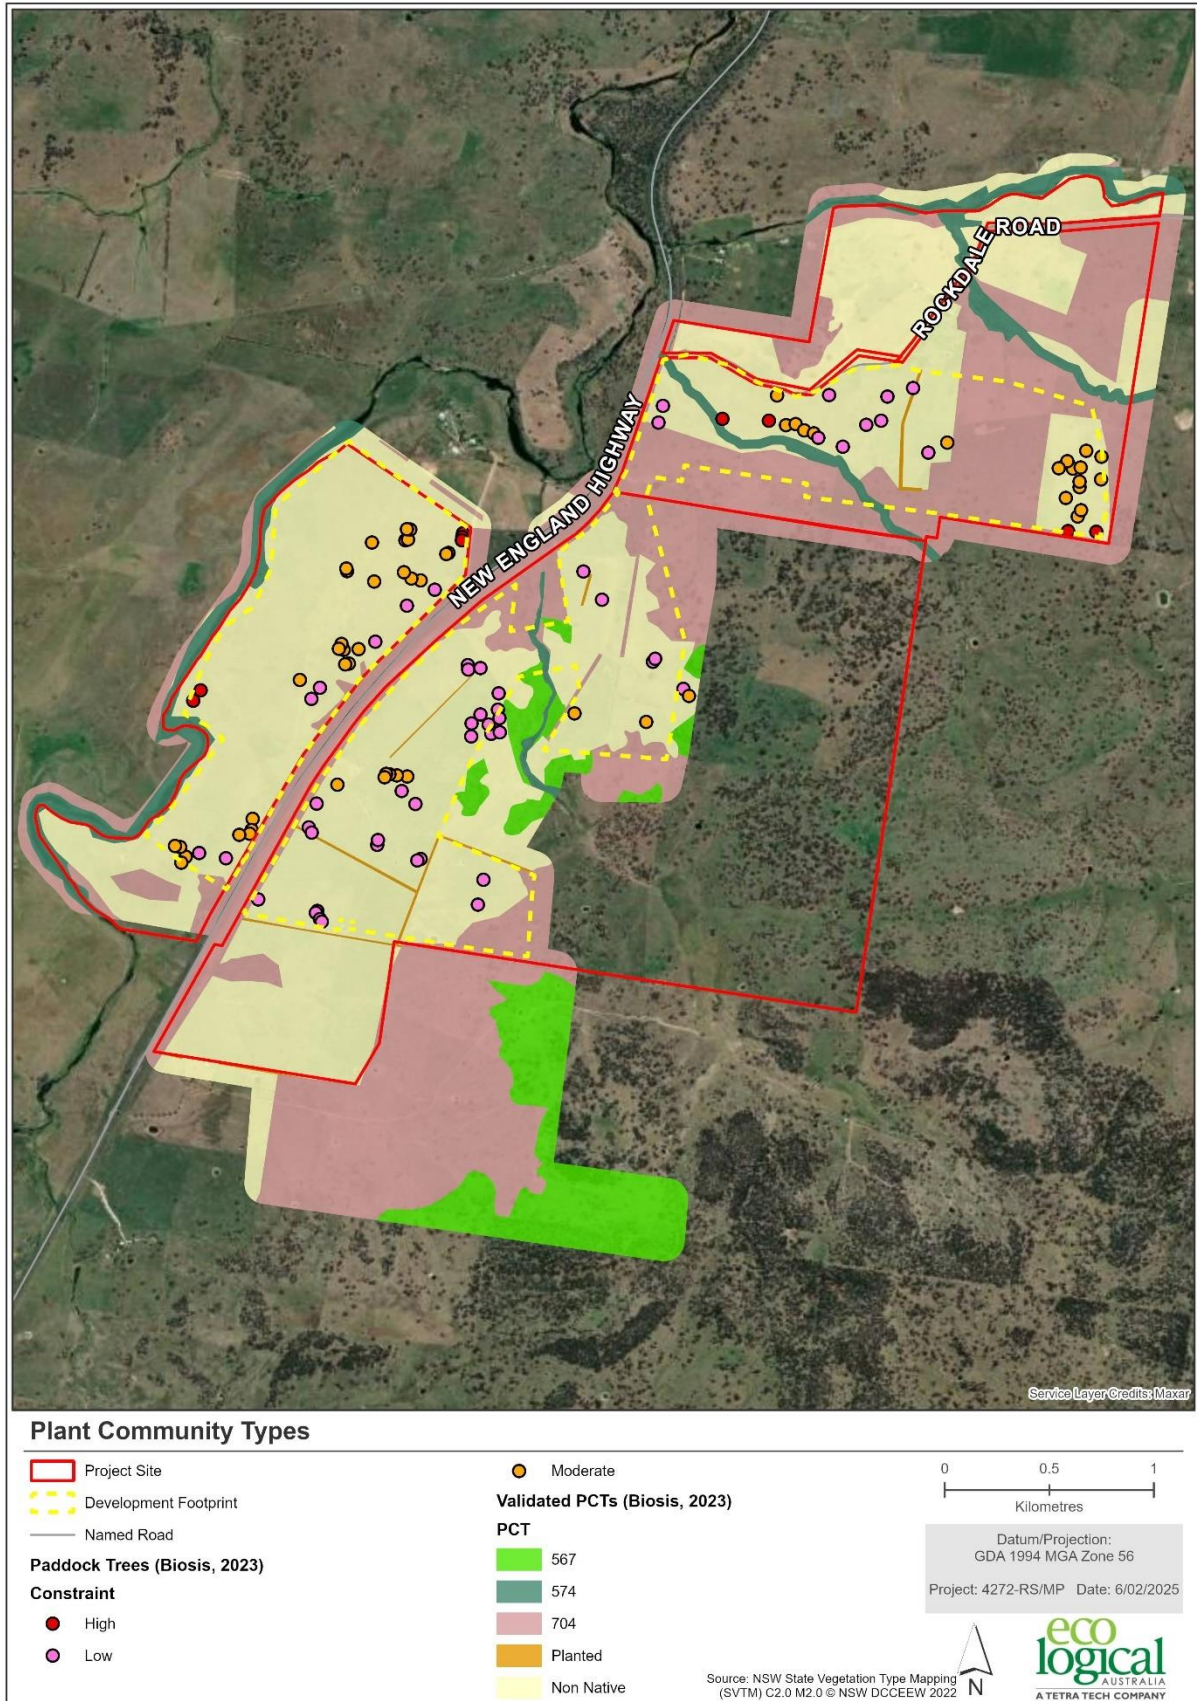 ROCKDALE ROAD
NEW ENGLAND HIGHWAY
Service Layer Credits: Maxar
Plant Community Types
Project Site
Development Footprint
Named Road
Paddock Trees (Biosis, 2023)
Constraint
High
Low
Moderate
Validated PCTs (Biosis, 2023)
PCT
567
574
704
Planted
Non Native
0 0.5 1
Kilometres
Datum/Projection:
GDA 1994 MGA Zone 56
Project: 4272-RS/MP Date: 6/02/2025
Source: NSW State Vegetation Type Mapping
(SVTM) C2.0 M2.0 © NSW DCCEEW 2022
N
eco
logical
AUSTRALIA
A TETRA TECH COMPANY